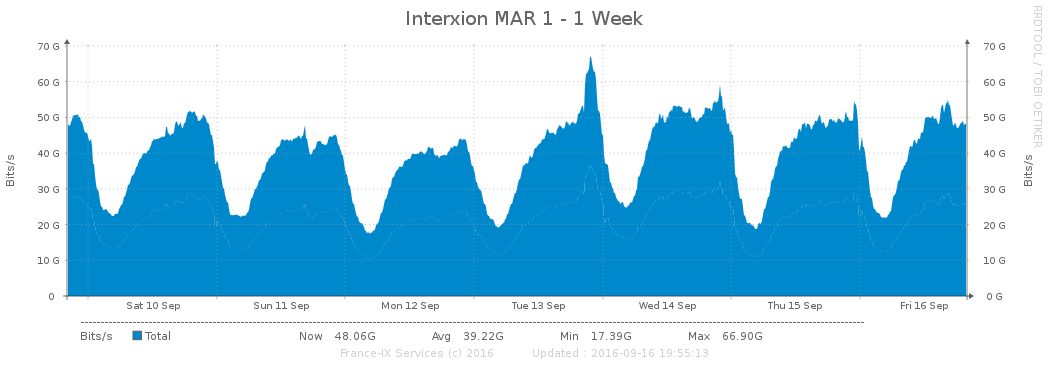 Interxion MAR 1 - 1 Week
RRDTOOL / TOBI OETIKER
70 G 70 G
60 G 60 G
50 G 50 G
40 G 40 G
30 G 30 G
20 G 20 G
10 G 10 G
0 0 G
Bits/s
Bits/s
Sat 10 Sep Sun 11 Sep Mon 12 Sep Tue 13 Sep Wed 14 Sep Thu 15 Sep Fri 16 Sep
Bits/s Total Now 48.06G Avg 39.22G Min 17.39G Max 66.90G
France-IX Services (c) 2016 Updated : 2016-09-16 19:55:13